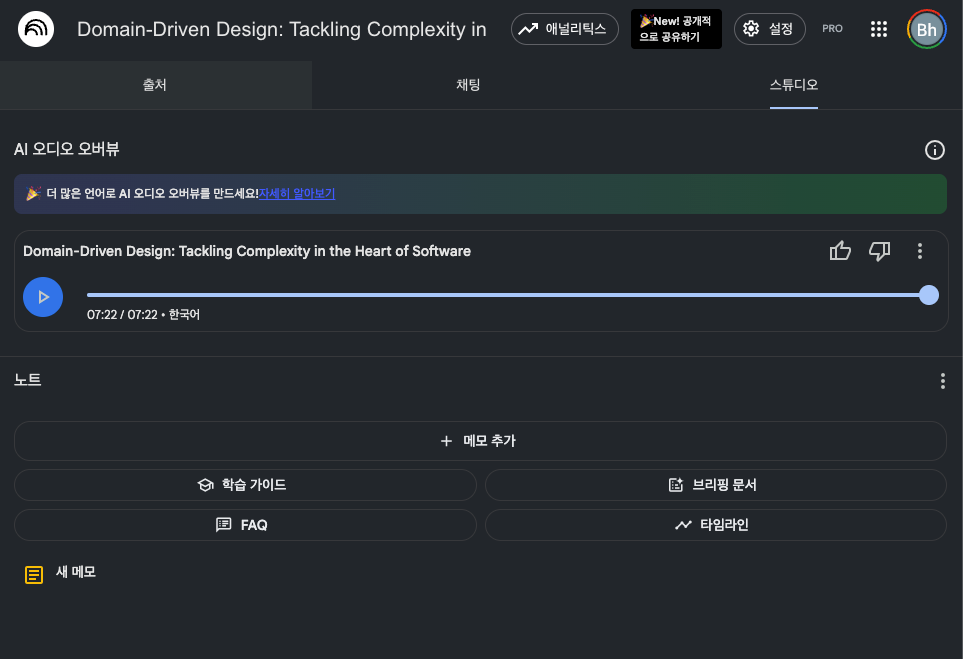 Domain-Driven Design: Tackling Complexity in
애널리틱스
🎉New! 공개적
으로 공유하기
설정
PRO
Bh
출처
채팅
스튜디오
AI 오디오 오버뷰
🎉 더 많은 언어로 AI 오디오 오버뷰를 만드세요!자세히 알아보기
Domain-Driven Design: Tackling Complexity in the Heart of Software
07:22 / 07:22 • 한국어
노트
메모 추가
학습 가이드
브리핑 문서
FAQ
타임라인
새 메모